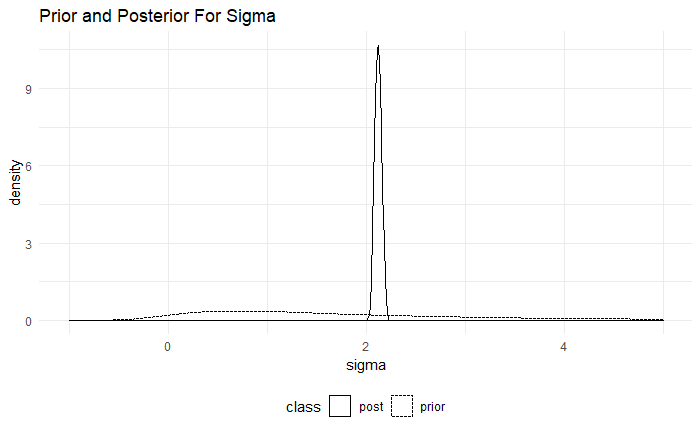 Prior and Posterior For Sigma
density
9
6
3
0
0 2 4
sigma
class post prior